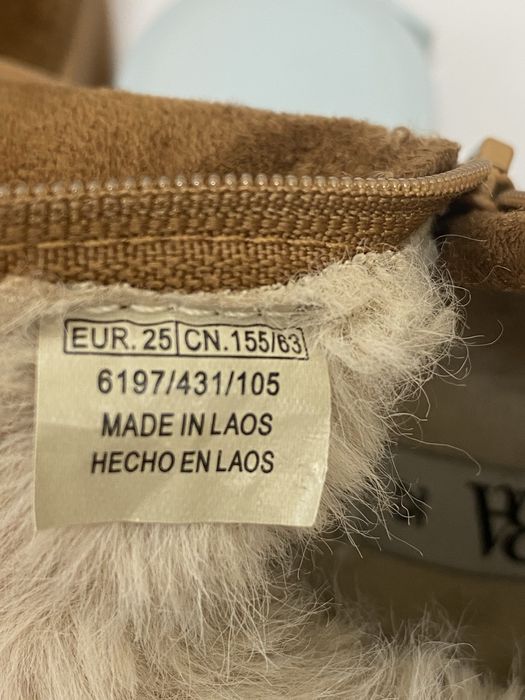 EUR. 25 CN.155/63
6197/431/105
MADE IN LAOS
HECHO EN LAOS